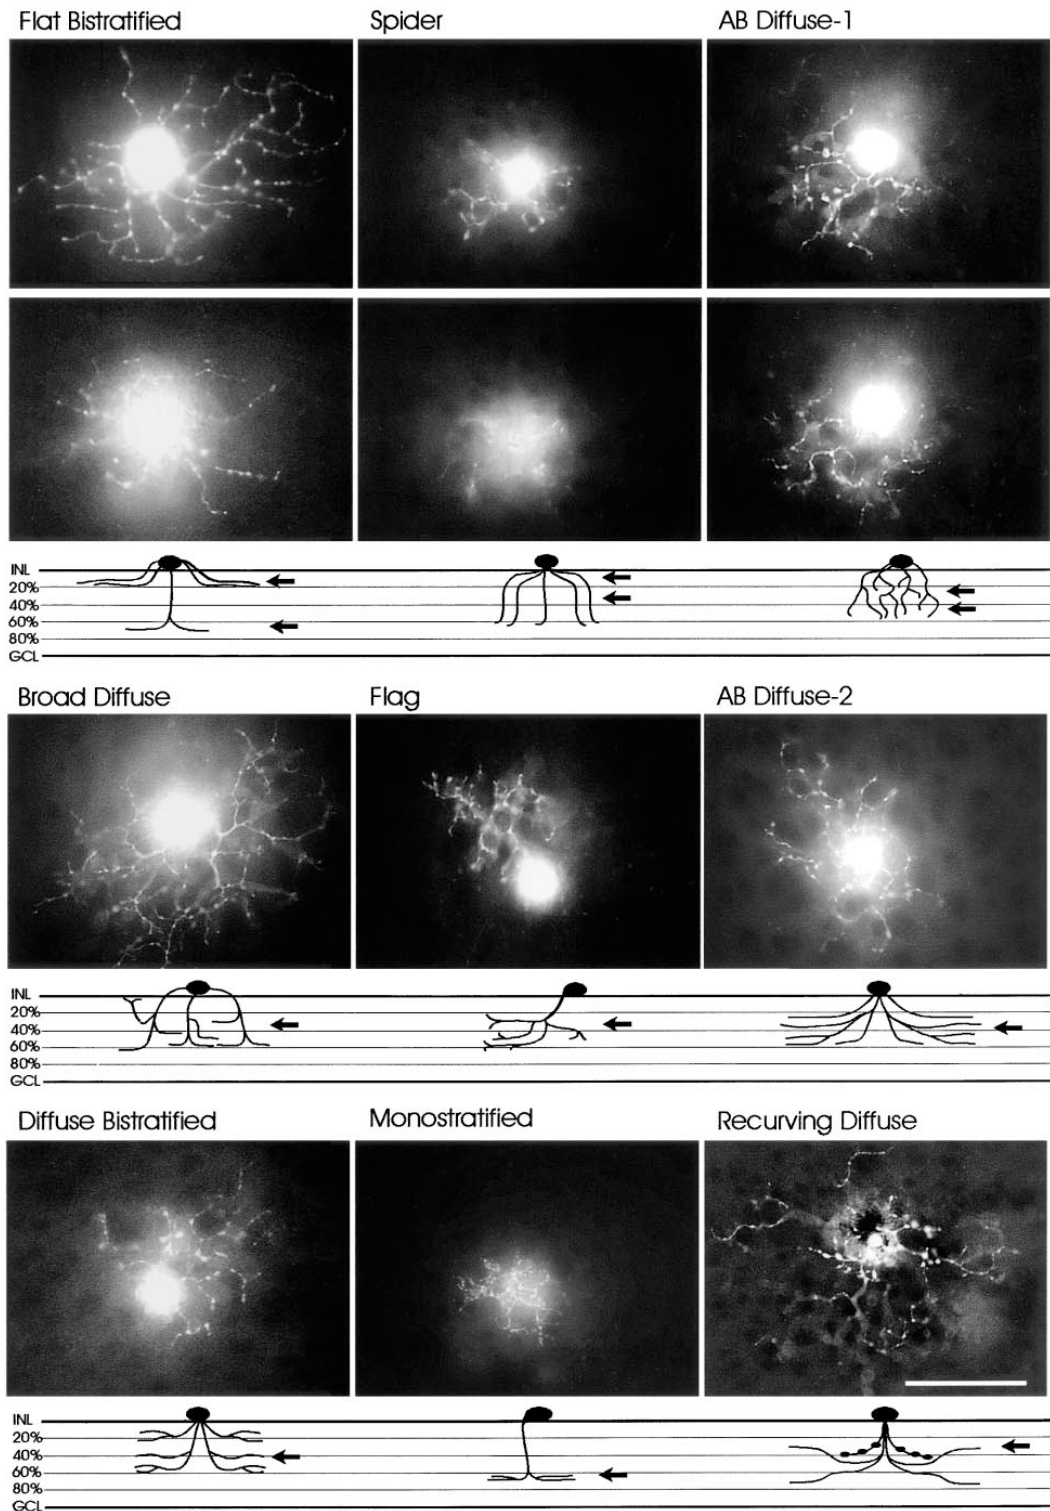 Flat Bistratified
Spider
AB Diffuse-1
INL
20%
40%
60%
80%
GCL
Broad Diffuse
Flag
AB Diffuse-2
INL
20%
40%
60%
80%
GCL
Diffuse Bistratified
Monostratified
Recurving Diffuse
INL
20%
40%
60%
80%
GCL